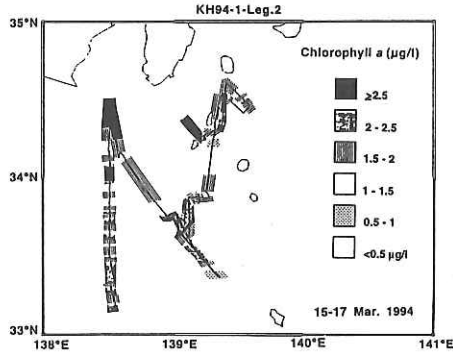 KH94-1-Leg.2
35°N
Chlorophyll a (µg/l)
≥2.5
2 - 2.5
1.5 - 2
34°N
1 - 1.5
0.5 - 1
<0.5 µg/l
15-17 Mar. 1994
33°N
138°E
139°E
140°E
141°E